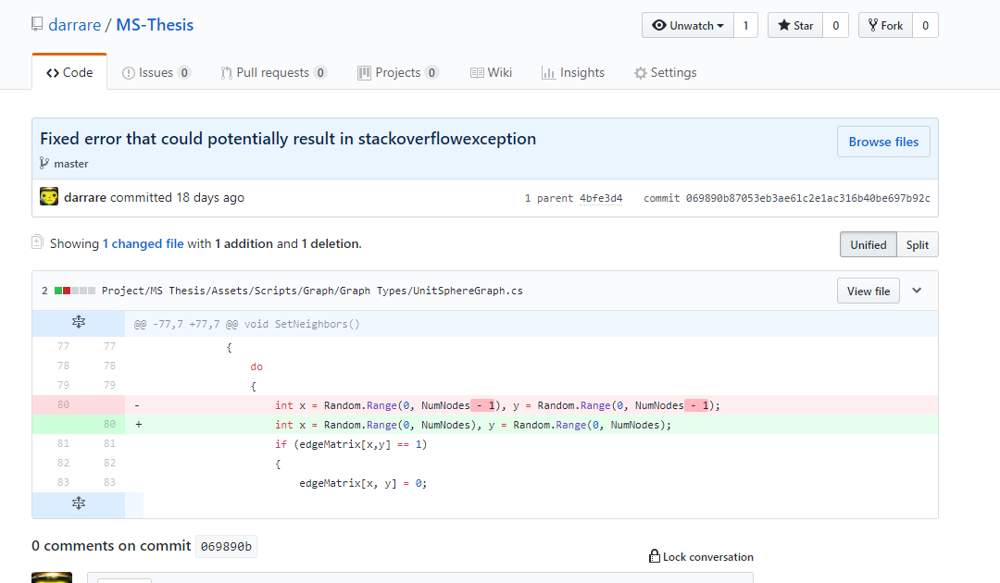 darrare / MS-Thesis
Unwatch 1 Star 0 Fork 0
Code Issues 0 Pull requests 0 Projects 0 Wiki Insights Settings
Fixed error that could potentially result in stackoverflowexception
Browse files
master
darrare committed 18 days ago
1 parent 4bfe3d4 commit 069890b87053eb3ae61c2e1ac316b40be697b92c
Showing 1 changed file with 1 addition and 1 deletion.
Unified Split
2 Project/MS Thesis/Assets/Scripts/Graph/Graph Types/UnitSphereGraph.cs
View file
@@ -77,7 +77,7 @@ void SetNeighbors()
77 77 {
78 78 do
79 79 {
80 - int x = Random.Range(0, NumNodes - 1), y = Random.Range(0, NumNodes - 1);
80 + int x = Random.Range(0, NumNodes), y = Random.Range(0, NumNodes);
81 81 if (edgeMatrix[x,y] == 1)
82 82 {
83 83 edgeMatrix[x, y] = 0;
0 comments on commit 069890b
Lock conversation